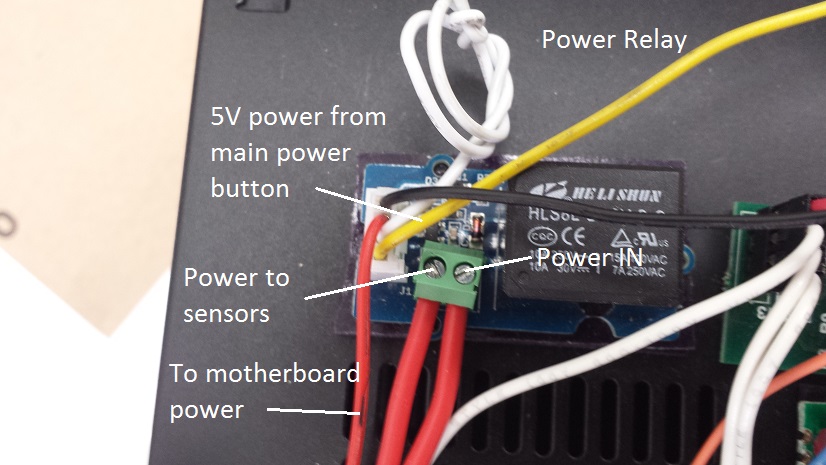 Power Relay
5V power from
main power
button
HELISHUN
HLS8L
CQC CE
Power IN
10A 30V
7A 250VAC
Power to
sensors
J1
To motherboard
power